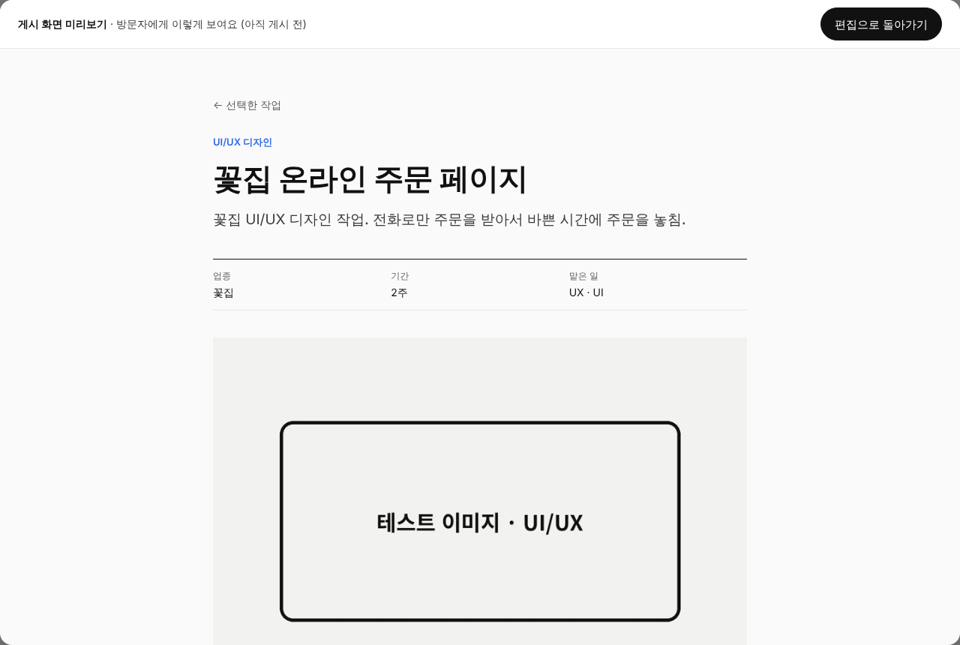 게시 화면 미리보기 · 방문자에게 이렇게 보여요 (아직 게시 전)
편집으로 돌아가기
← 선택한 작업
UI/UX 디자인
꽃집 온라인 주문 페이지
꽃집 UI/UX 디자인 작업. 전화로만 주문을 받아서 바쁜 시간에 주문을 놓침.
업종 기간 맡은 일
꽃집 2주 UX · UI
테스트 이미지 · UI/UX